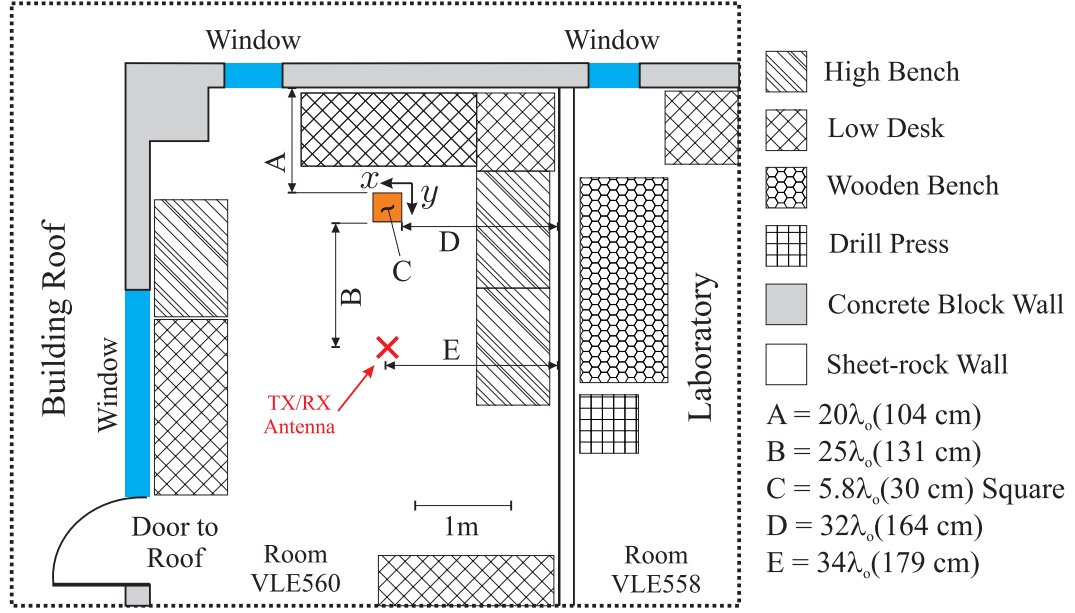 Window
Window
A
x
y
D
C
B
E
TX/RX
Antenna
1m
Building Roof
Window
Door to
Roof
Room
VLE560
Room
VLE558
Laboratory
High Bench
Low Desk
Wooden Bench
Drill Press
Concrete Block Wall
Sheet-rock Wall
A = 20λₒ(104 cm)
B = 25λₒ(131 cm)
C = 5.8λₒ(30 cm) Square
D = 32λₒ(164 cm)
E = 34λₒ(179 cm)